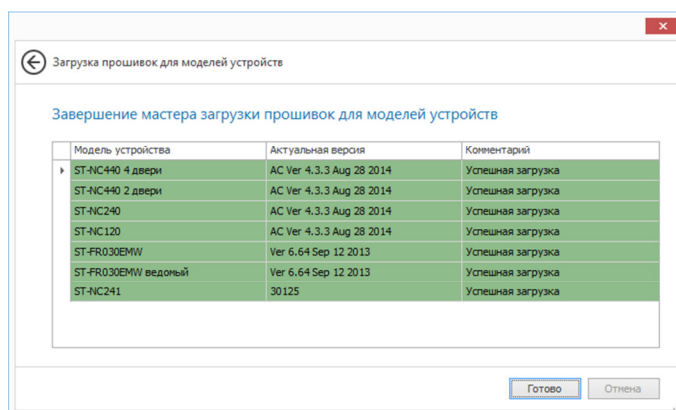 Загрузка прошивок для моделей устройств
Завершение мастера загрузки прошивок для моделей устройств
Модель устройства Актуальная версия Комментарий
ST-NC440 4 двери AC Ver 4.3.3 Aug 28 2014 Успешная загрузка
ST-NC440 2 двери AC Ver 4.3.3 Aug 28 2014 Успешная загрузка
ST-NC240 AC Ver 4.3.3 Aug 28 2014 Успешная загрузка
ST-NC120 AC Ver 4.3.3 Aug 28 2014 Успешная загрузка
ST-FR030EMW Ver 6.64 Sep 12 2013 Успешная загрузка
ST-FR030EMW ведомый Ver 6.64 Sep 12 2013 Успешная загрузка
ST-NC241 30125 Успешная загрузка
Готово Отмена